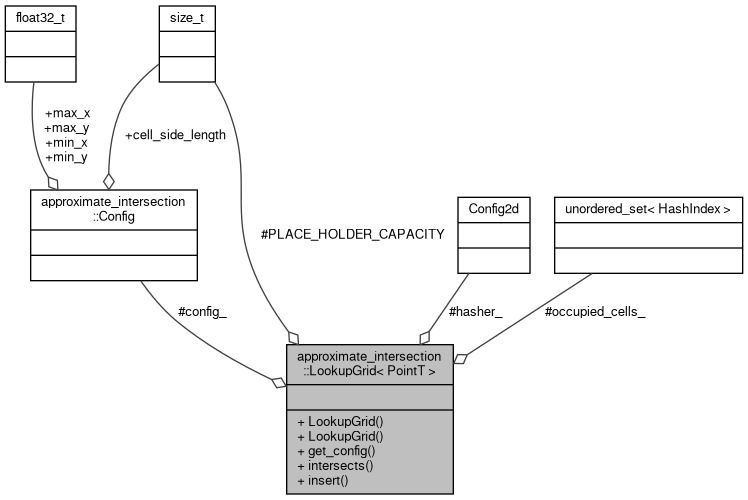 float32_t
size_t
+max_x
+max_y
+min_x
+min_y
+cell_side_length
approximate_intersection
::Config
Config2d
unordered_set< HashIndex >
#PLACE_HOLDER_CAPACITY
#config_
#hasher_
#occupied_cells_
approximate_intersection
::LookupGrid< PointT >
+ LookupGrid()
+ LookupGrid()
+ get_config()
+ intersects()
+ insert()